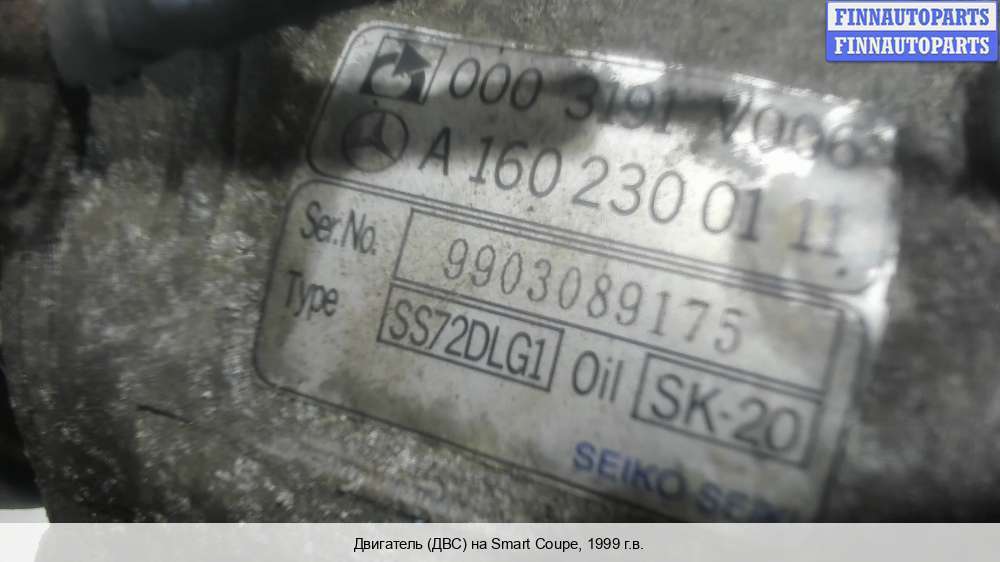 FINNAUTOPARTS
FINNAUTOPARTS
000 3191 V006
A 160 230 01 11
Ser.No. 9903089175
Type SS72DLG1 Oil SK-20
SEIKO SEIKI
Двигатель (ДВС) на Smart Coupe, 1999 г.в.